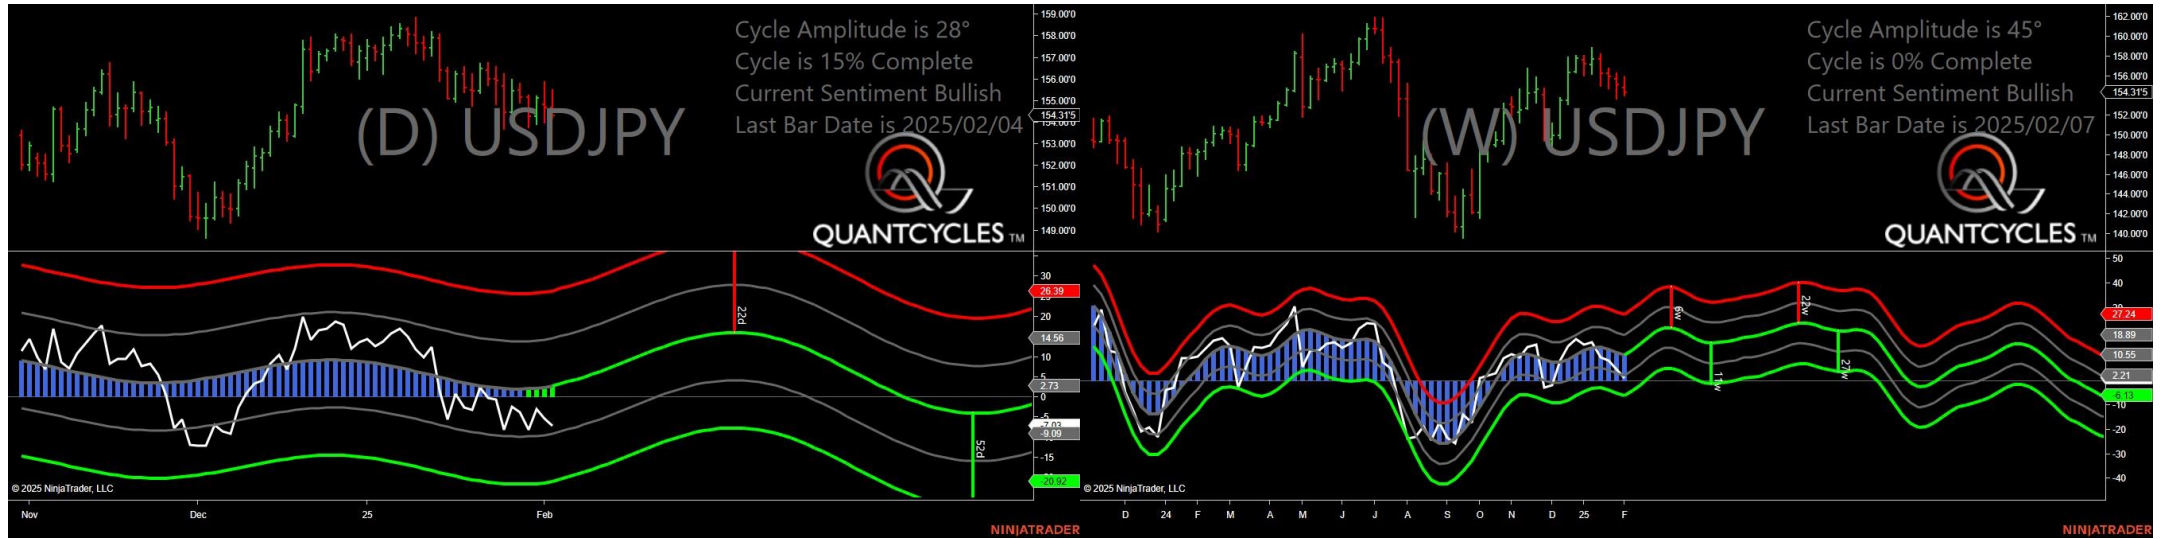 Cycle Amplitude is 28°
Cycle is 15% Complete
Current Sentiment Bullish
Last Bar Date is 2025/02/04
(D) USDJPY
QUANTCYCLES TM
159.00'0
158.00'0
157.00'0
156.00'0
155.00'0
154.31'5
153.00'0
152.00'0
151.00'0
150.00'0
149.00'0
30
26.39
20
14.56
10
5
2.73
0
-5
-7.03
-9.09
-15
-20.92
22d
52d
© 2025 NinjaTrader, LLC
Nov Dec 25 Feb
NINJATRADER
Cycle Amplitude is 45°
Cycle is 0% Complete
Current Sentiment Bullish
Last Bar Date is 2025/02/07
(W) USDJPY
QUANTCYCLES TM
162.00'0
160.00'0
158.00'0
156.00'0
154.31'5
152.00'0
150.00'0
148.00'0
146.00'0
144.00'0
142.00'0
140.00'0
50
40
30
27.24
18.89
10.55
2.21
-6.13
-10
-20
-30
-40
6w
11w
22w
27w
© 2025 NinjaTrader, LLC
D 24 F M A M J J A S O N D 25 F
NINJATRADER